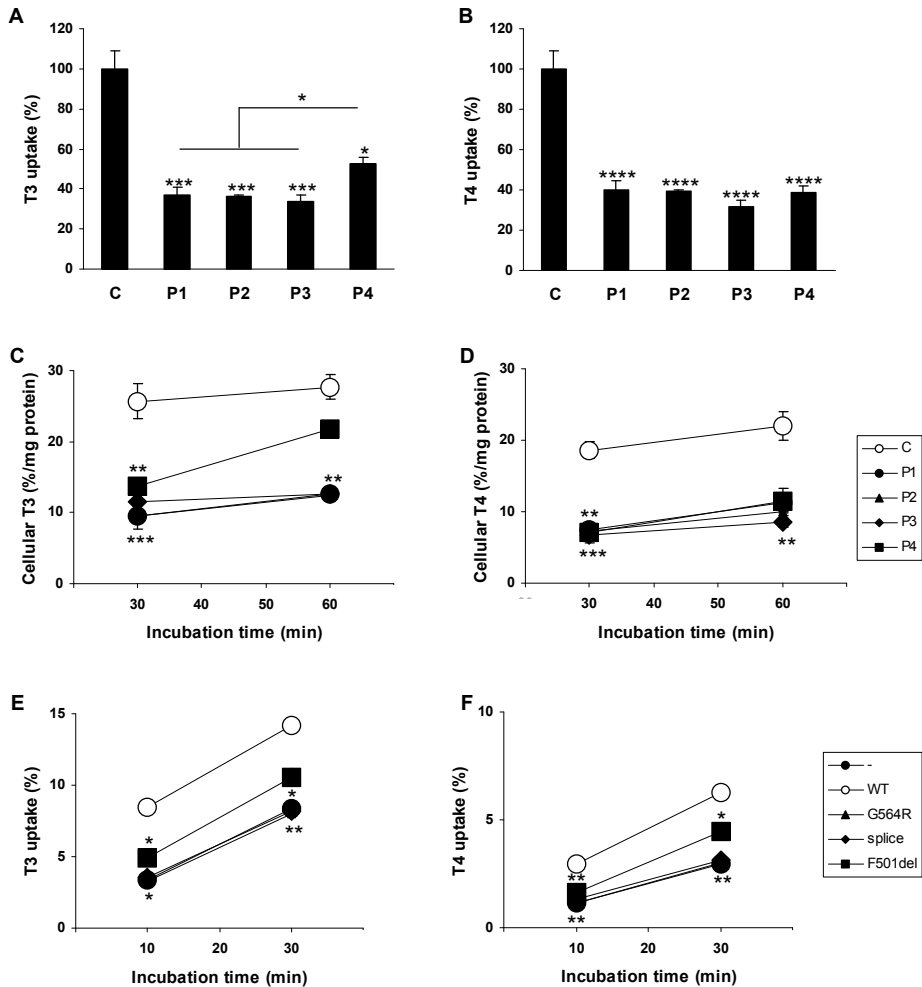 A
120
100
80
60
40
20
0
T3 uptake (%)
*
***
***
***
*
C P1 P2 P3 P4
B
120
100
80
60
40
20
0
T4 uptake (%)
****
****
****
****
C P1 P2 P3 P4
C
30
20
10
0
Cellular T3 (%/mg protein)
**
***
**
30 40 50 60
Incubation time (min)
D
30
20
10
0
Cellular T4 (%/mg protein)
**
***
**
30 40 50 60
Incubation time (min)
C
P1
P2
P3
P4
E
15
10
5
0
T3 uptake (%)
*
*
*
**
10 20 30
Incubation time (min)
F
10
5
0
T4 uptake (%)
**
**
*
**
10 20 30
Incubation time (min)
-
WT
G564R
splice
F501del